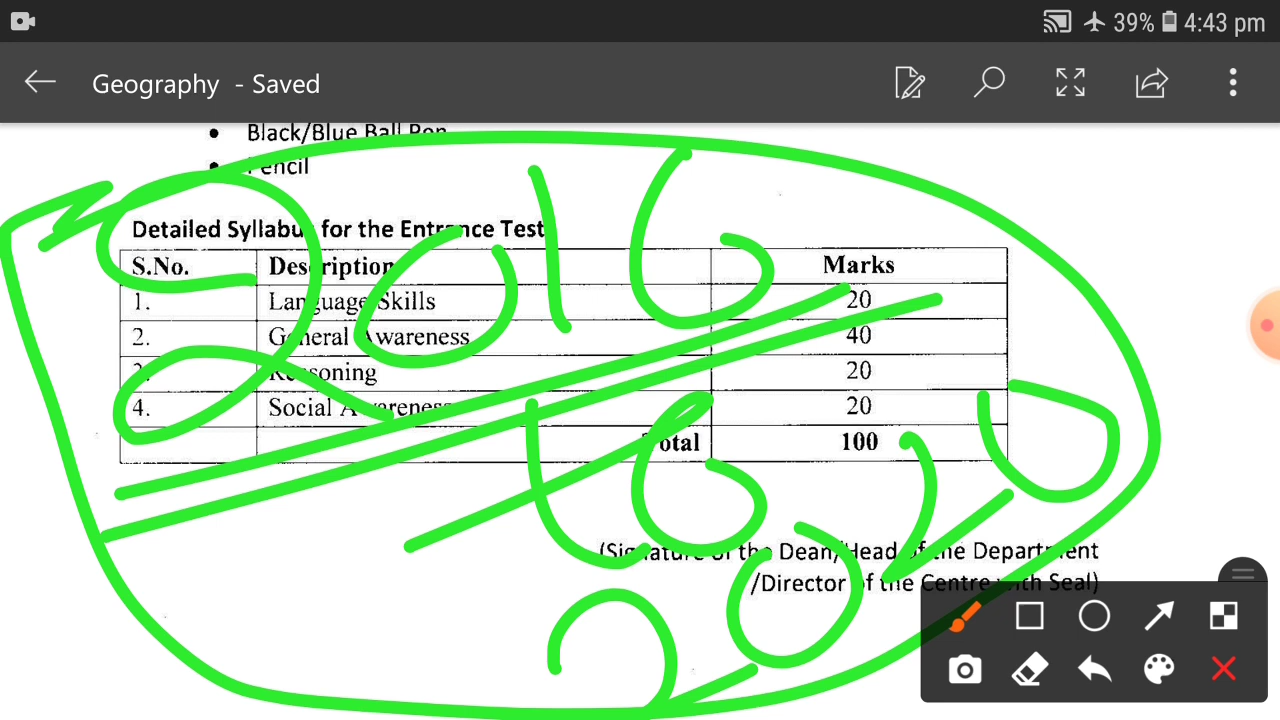 39% 4:43 pm
Geography - Saved
• Black/Blue Ball Pen
• Pencil
Detailed Syllabus for the Entrance Test
S.No. Description Marks
1. Language Skills 20
2. General Awareness 40
3. Reasoning 20
4. Social Awareness 20
Total 100
(Signature of the Dean/Head of the Department
/Director of the Centre with Seal)
2016